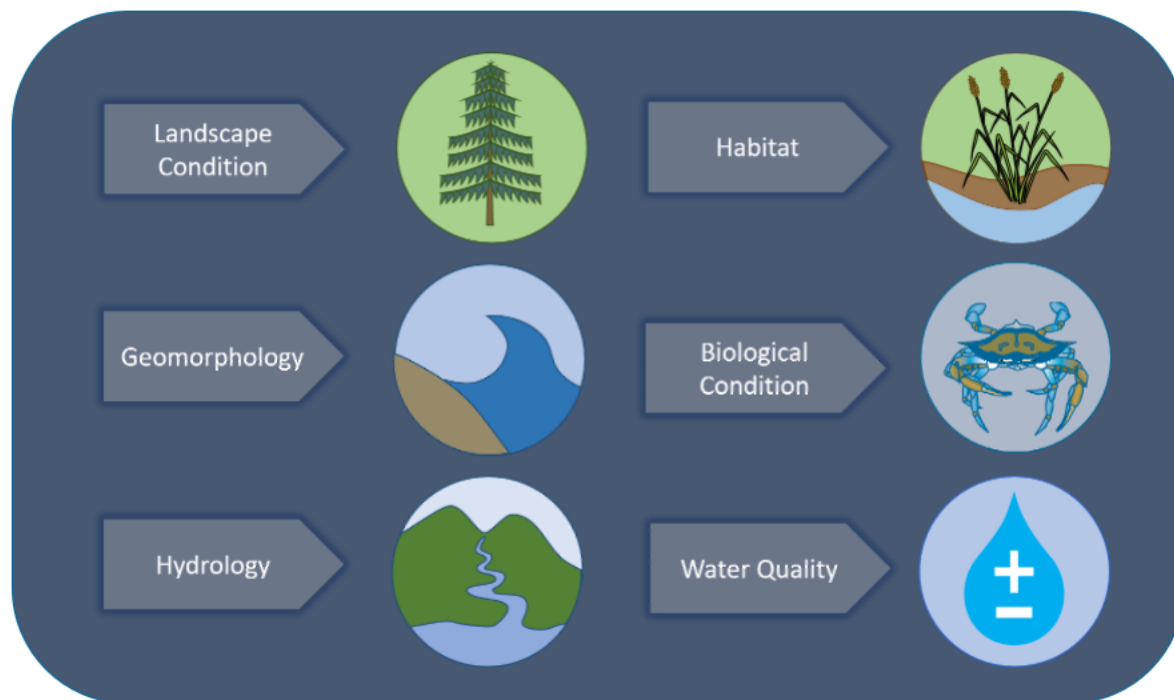 Landscape
Condition
Habitat
Geomorphology
Biological
Condition
Hydrology
Water Quality
+
−